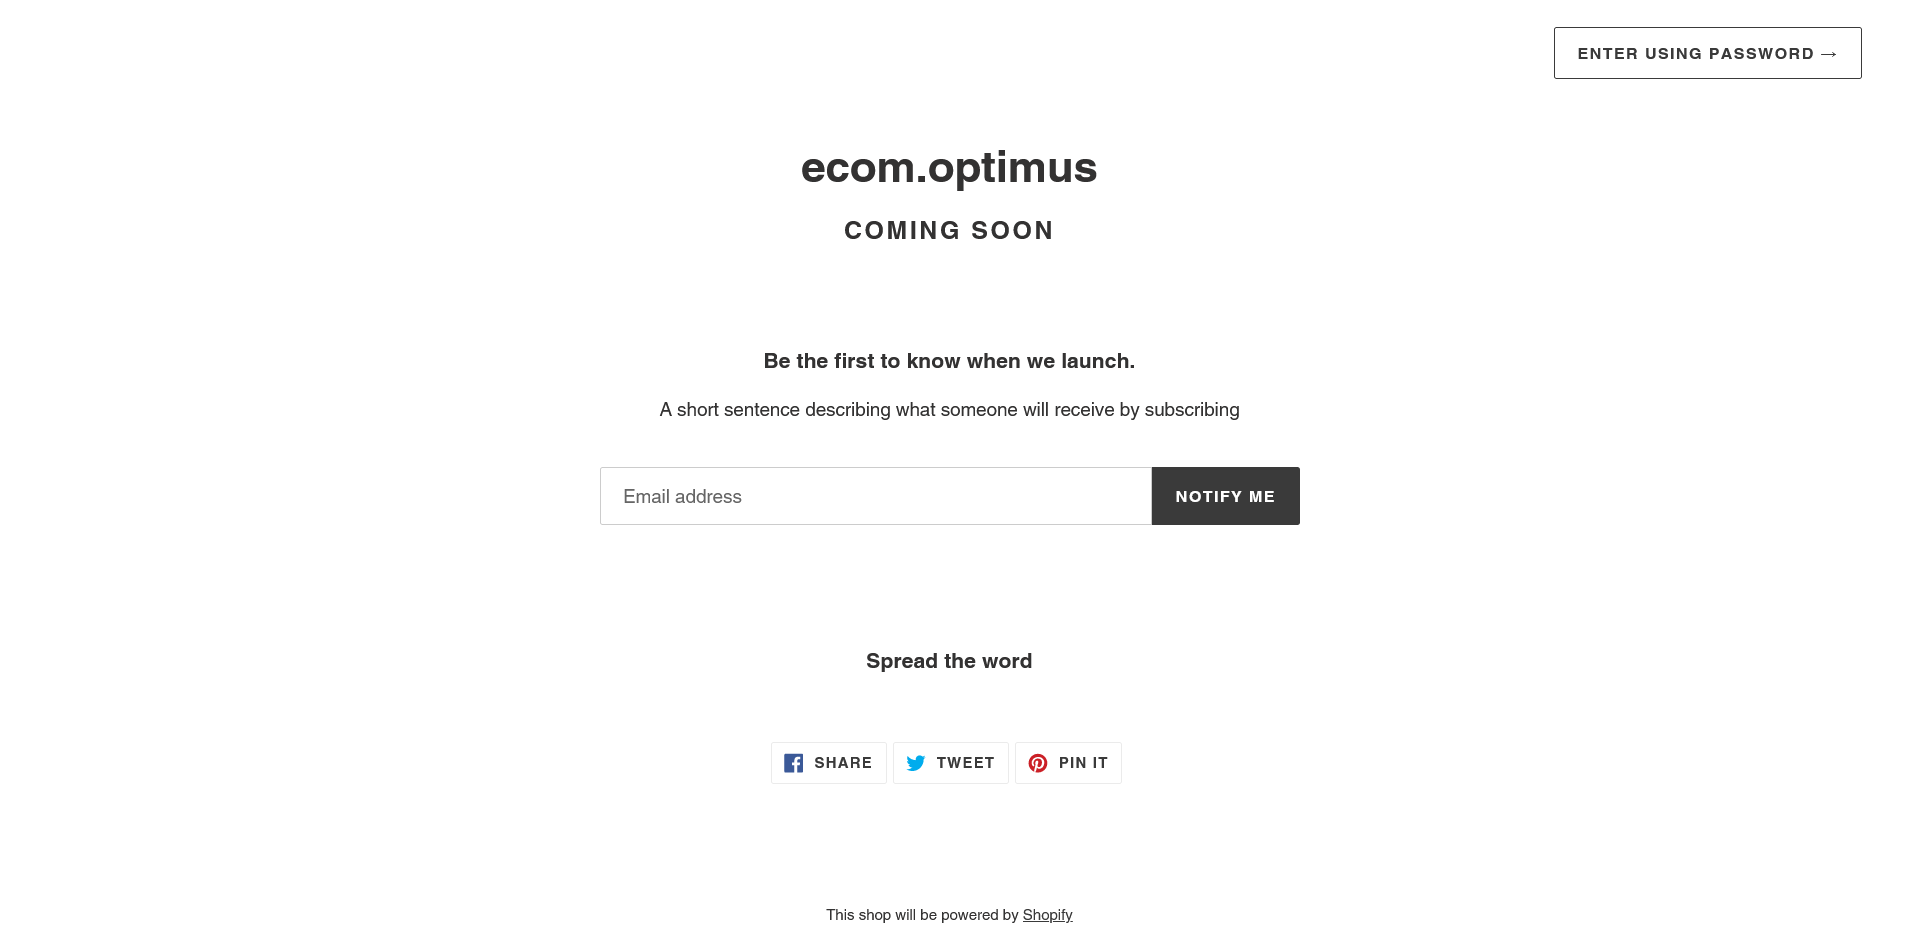 ENTER USING PASSWORD →
ecom.optimus
COMING SOON
Be the first to know when we launch.
A short sentence describing what someone will receive by subscribing
Email address
NOTIFY ME
Spread the word
SHARE
TWEET
PIN IT
This shop will be powered by Shopify